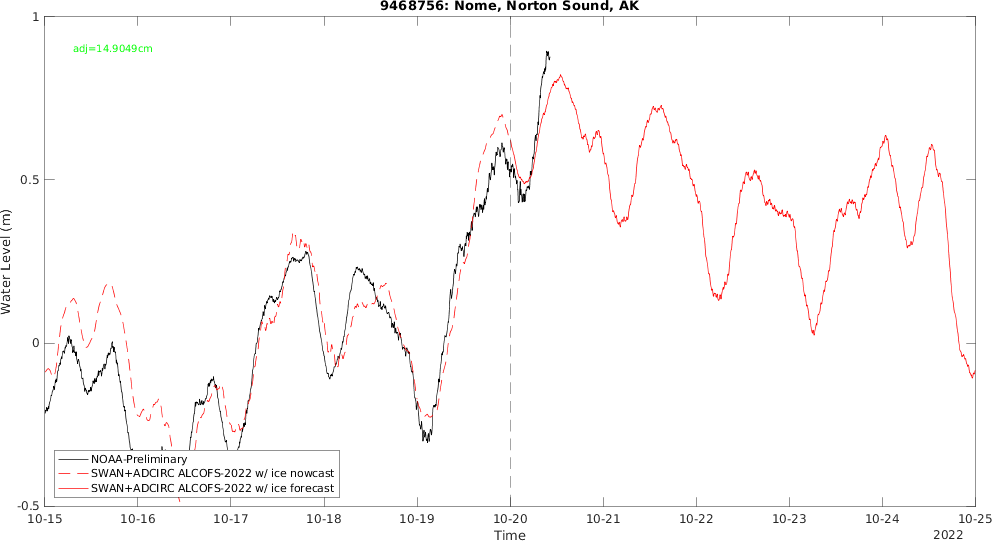 9468756: Nome, Norton Sound, AK
adj=14.9049cm
1
0.5
0
-0.5
Water Level (m)
NOAA-Preliminary
SWAN+ADCIRC ALCOFS-2022 w/ ice nowcast
SWAN+ADCIRC ALCOFS-2022 w/ ice forecast
10-15 10-16 10-17 10-18 10-19 10-20 10-21 10-22 10-23 10-24 10-25
Time
2022